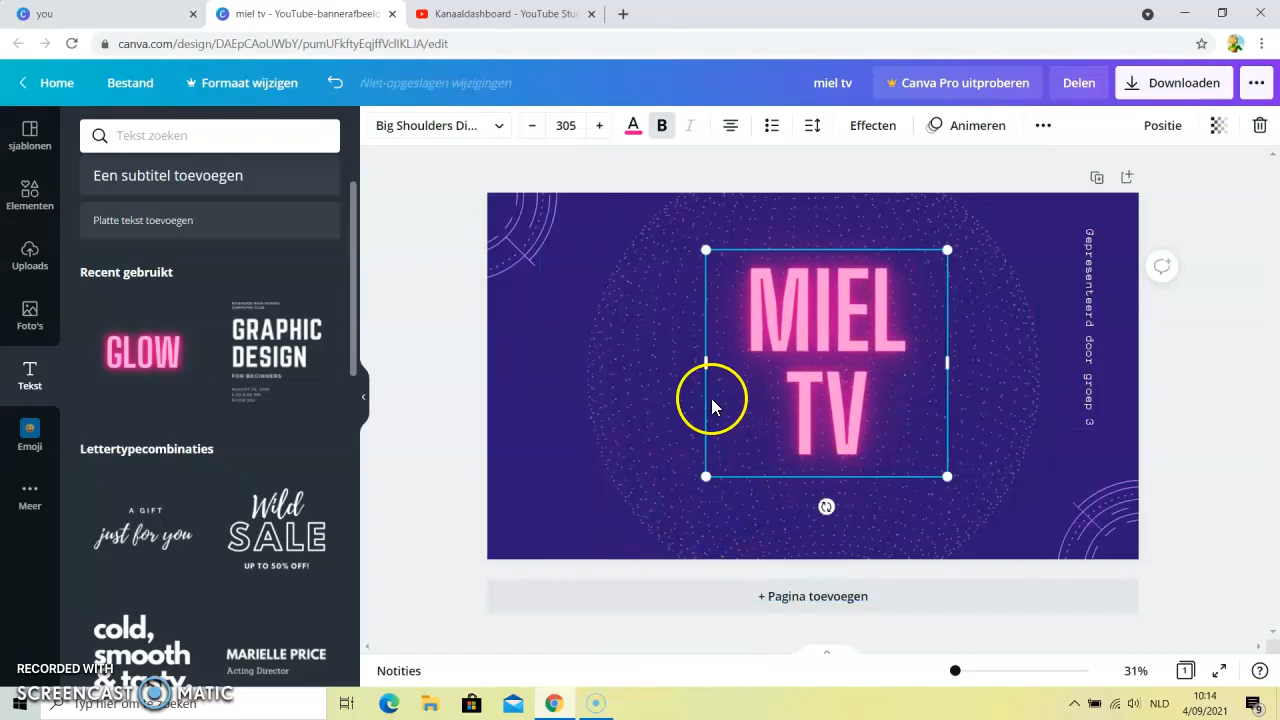 you
miel tv - YouTube-bannerafbeeld
Kanaaldashboard - YouTube Stu
canva.com/design/DAEpCAoUWbY/pumUFkftyEqjffVclIKLJA/edit
Home
Bestand
Formaat wijzigen
Niet-opgeslagen wijzigingen
miel tv
Canva Pro uitproberen
Delen
Downloaden
sjablonen
Elementen
Uploads
Foto's
Tekst
Emoji
Meer
Tekst zoeken
Een subtitel toevoegen
Platte tekst toevoegen
Recent gebruikt
GLOW
GRAPHIC
DESIGN
FOR BEGINNERS
Lettertypecombinaties
A GIFT
just for you
Wild
SALE
UP TO 50% OFF!
cold,
smooth
& tasty.
MARIELLE PRICE
Acting Director
Big Shoulders Di...
305
A
B
I
Effecten
Animeren
Positie
MIEL
TV
Gepresenteerd door groep 3
+ Pagina toevoegen
Notities
31%
1
RECORDED WITH
SCREENCAST MATIC
Typ hier om te zoeken
NLD
10:14
4/09/2021
9